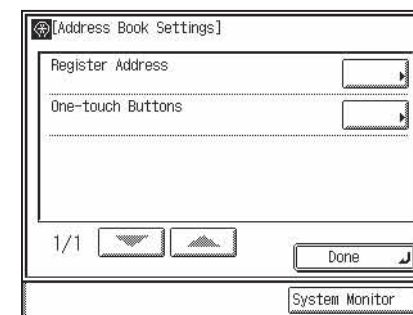 [Address Book Settings]
Register Address
One-touch Buttons
1/1
Done
System Monitor